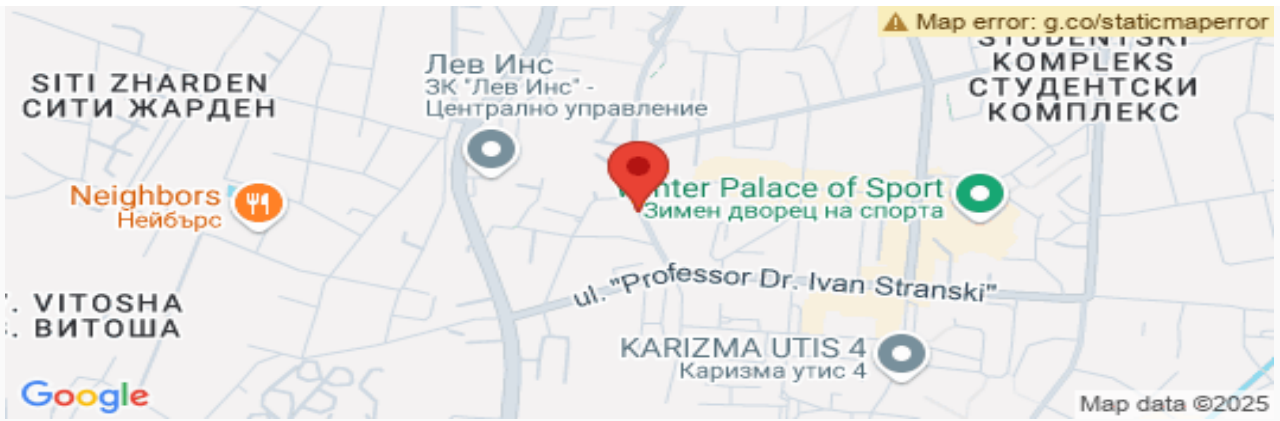 Map error: g.co/staticmaperror
STUDENTSKI
KOMPLEKS
СТУДЕНТСКИ
КОМПЛЕКС
SITI ZHARDEN
СИТИ ЖАРДЕН
Лев Инс
ЗК "Лев Инс" -
Централно управление
Neighbors
Нейбърс
Winter Palace of Sport
Зимен дворец на спорта
ul. "Professor Dr. Ivan Stranski"
VITOSHA
ВИТОША
KARIZMA UTIS 4
Каризма утис 4
Google
Map data ©2025